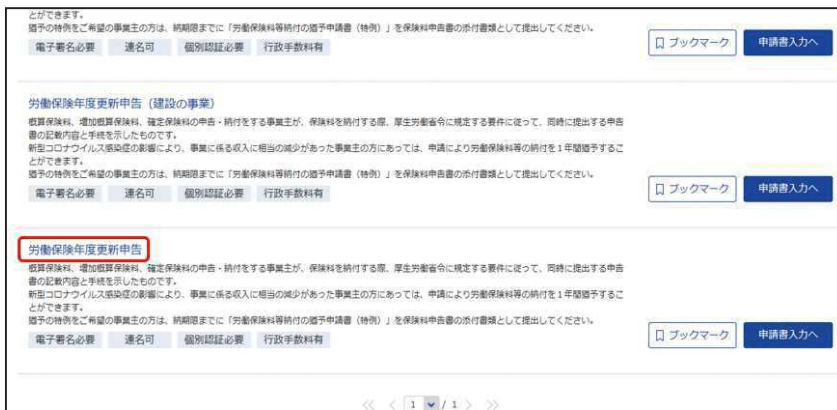 とができます。
猶予の特例をご希望の事業主の方は、納期限までに「労働保険料等納付の猶予申請書（特例）」を保険料申告書の添付書類として提出してください。
電子署名必要 連名可 個別認証必要 行政手数料有
ブックマーク 申請書入力へ
労働保険年度更新申告（建設の事業）
概算保険料、増加概算保険料、確定保険料の申告・納付をする事業主が、保険料を納付する際、厚生労働省令に規定する要件に従って、同時に提出する申告
書の記載内容と手続を示したものです。
新型コロナウイルス感染症の影響により、事業に係る収入に相当の減少があった事業主の方にあっては、申請により労働保険料等の納付を１年間猶予するこ
とができます。
猶予の特例をご希望の事業主の方は、納期限までに「労働保険料等納付の猶予申請書（特例）」を保険料申告書の添付書類として提出してください。
電子署名必要 連名可 個別認証必要 行政手数料有
ブックマーク 申請書入力へ
労働保険年度更新申告
概算保険料、増加概算保険料、確定保険料の申告・納付をする事業主が、保険料を納付する際、厚生労働省令に規定する要件に従って、同時に提出する申告
書の記載内容と手続を示したものです。
新型コロナウイルス感染症の影響により、事業に係る収入に相当の減少があった事業主の方にあっては、申請により労働保険料等の納付を１年間猶予するこ
とができます。
猶予の特例をご希望の事業主の方は、納期限までに「労働保険料等納付の猶予申請書（特例）」を保険料申告書の添付書類として提出してください。
電子署名必要 連名可 個別認証必要 行政手数料有
ブックマーク 申請書入力へ
<< < 1 / 1 > >>